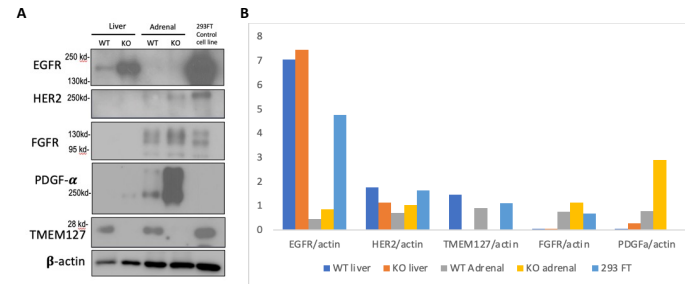 A
Liver
Adrenal
293FT
Control
cell line
WT
KO
WT
KO
EGFR
250 kd-
130kd-
HER2
250kd-
FGFR
130kd-
95 kd-
PDGF-α
250kd-
TMEM127
28 kd-
β-actin
B
8
7
6
5
4
3
2
1
0
EGFR/actin HER2/actin TMEM127/actin FGFR/actin PDGFa/actin
WT liver KO liver WT Adrenal KO adrenal 293 FT